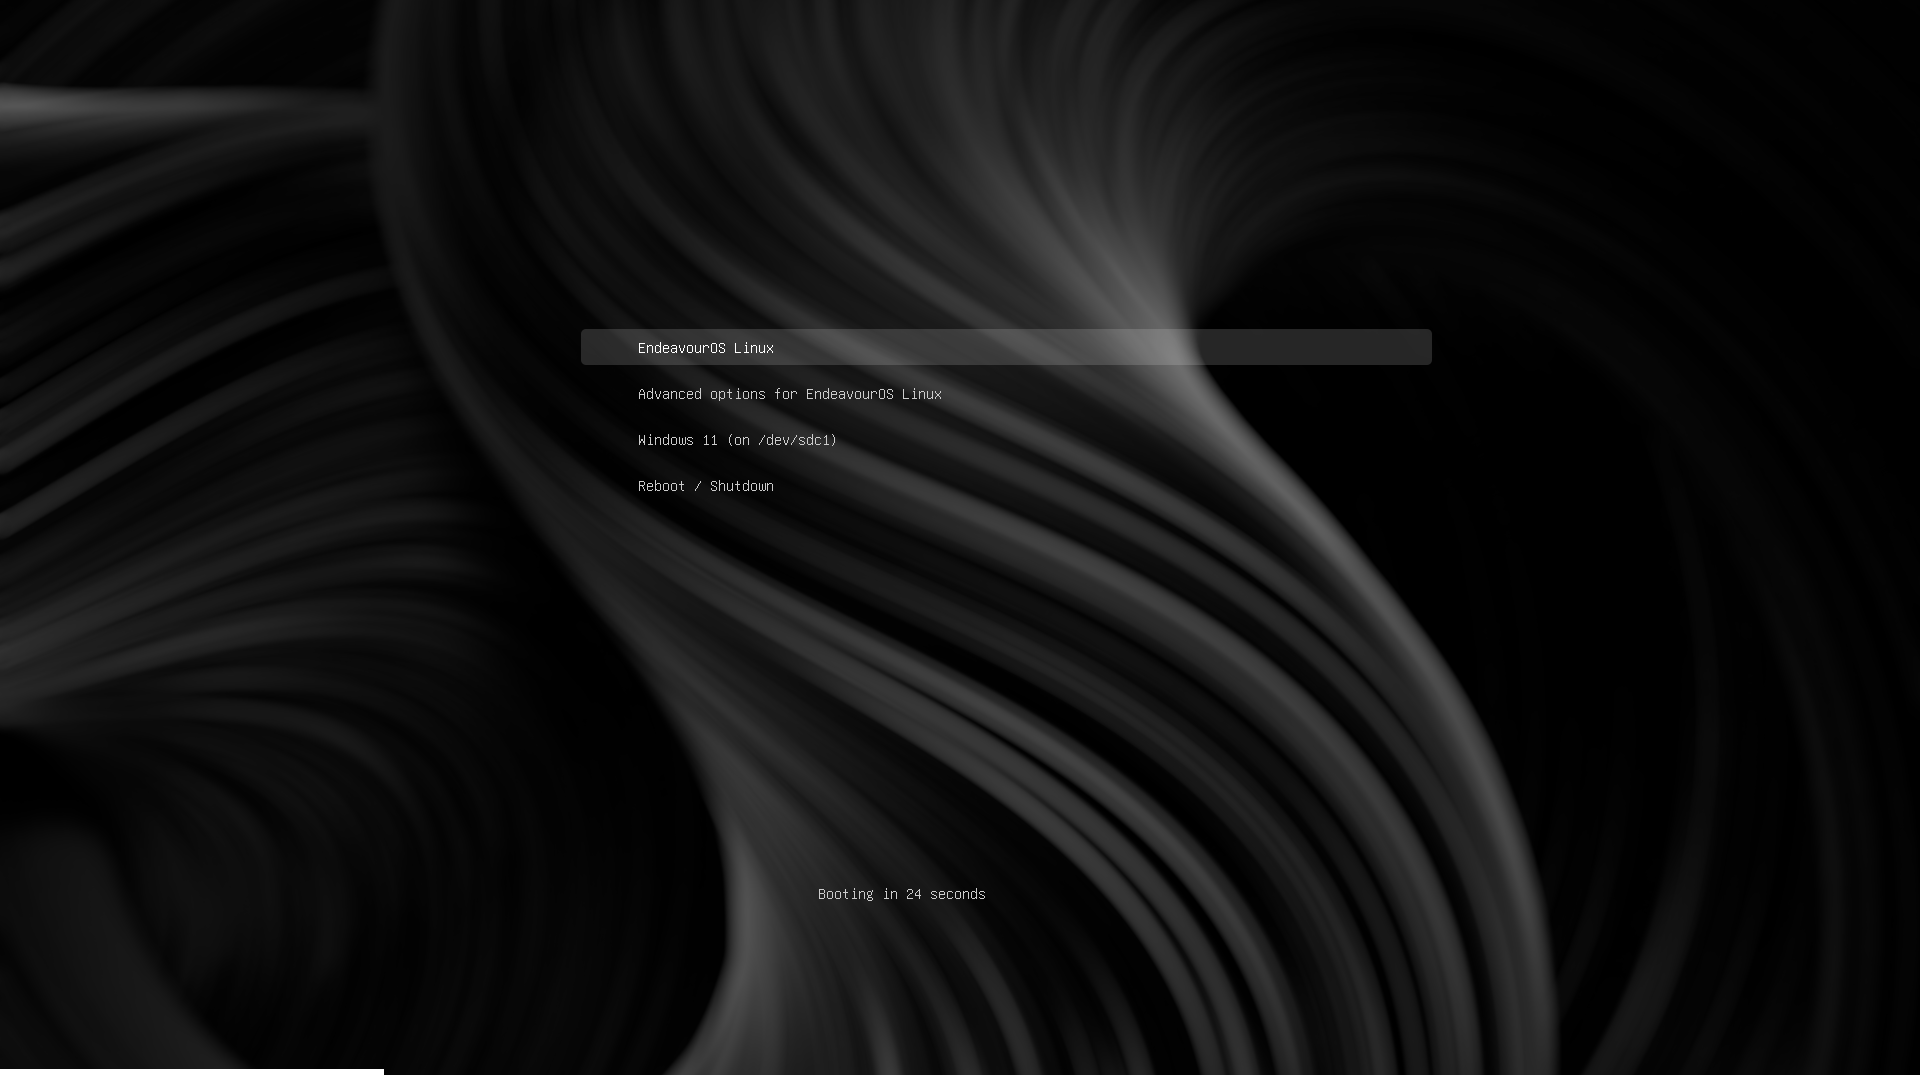 EndeavourOS Linux
Advanced options for EndeavourOS Linux
Windows 11 (on /dev/sdc1)
Reboot / Shutdown
Booting in 24 seconds